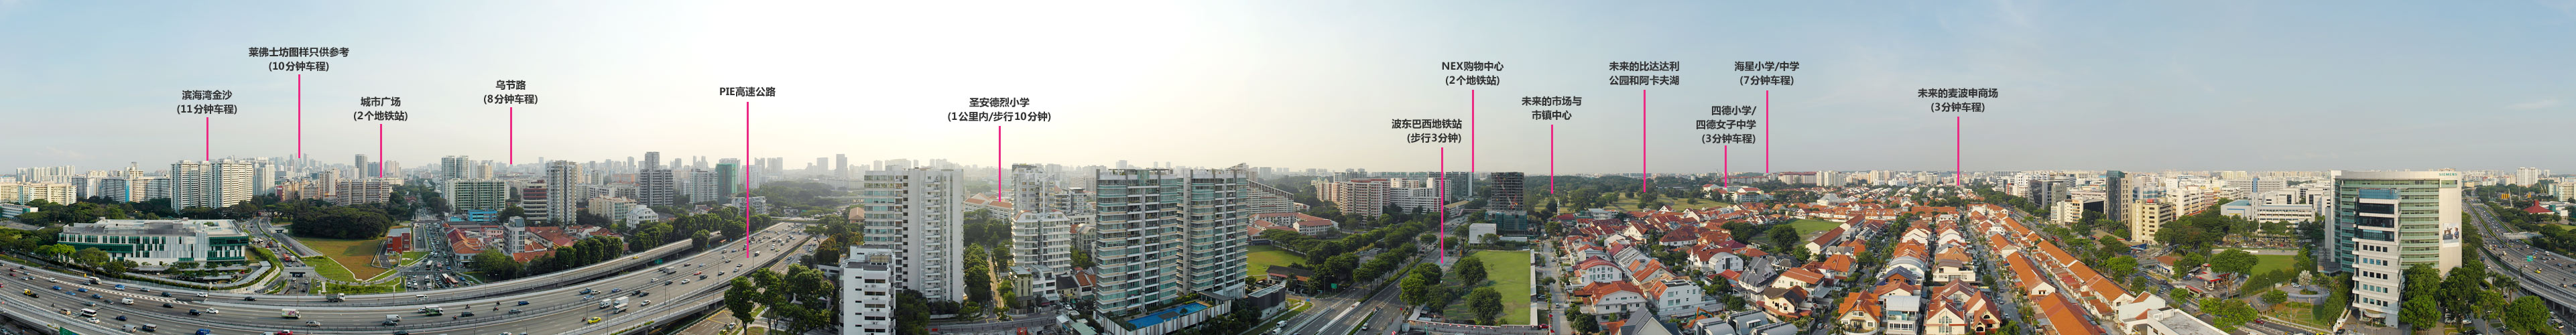 莱佛士坊图样只供参考
(10分钟车程)
滨海湾金沙
(11分钟车程)
城市广场
(2个地铁站)
乌节路
(8分钟车程)
PIE高速公路
圣安德烈小学
(1公里内/步行10分钟)
波东巴西地铁站
(步行3分钟)
NEX购物中心
(2个地铁站)
未来的市场与
市镇中心
未来的比达达利
公园和阿卡夫湖
四德小学/
四德女子中学
(3分钟车程)
海星小学/中学
(7分钟车程)
未来的麦波申商场
(3分钟车程)
SIEMENS